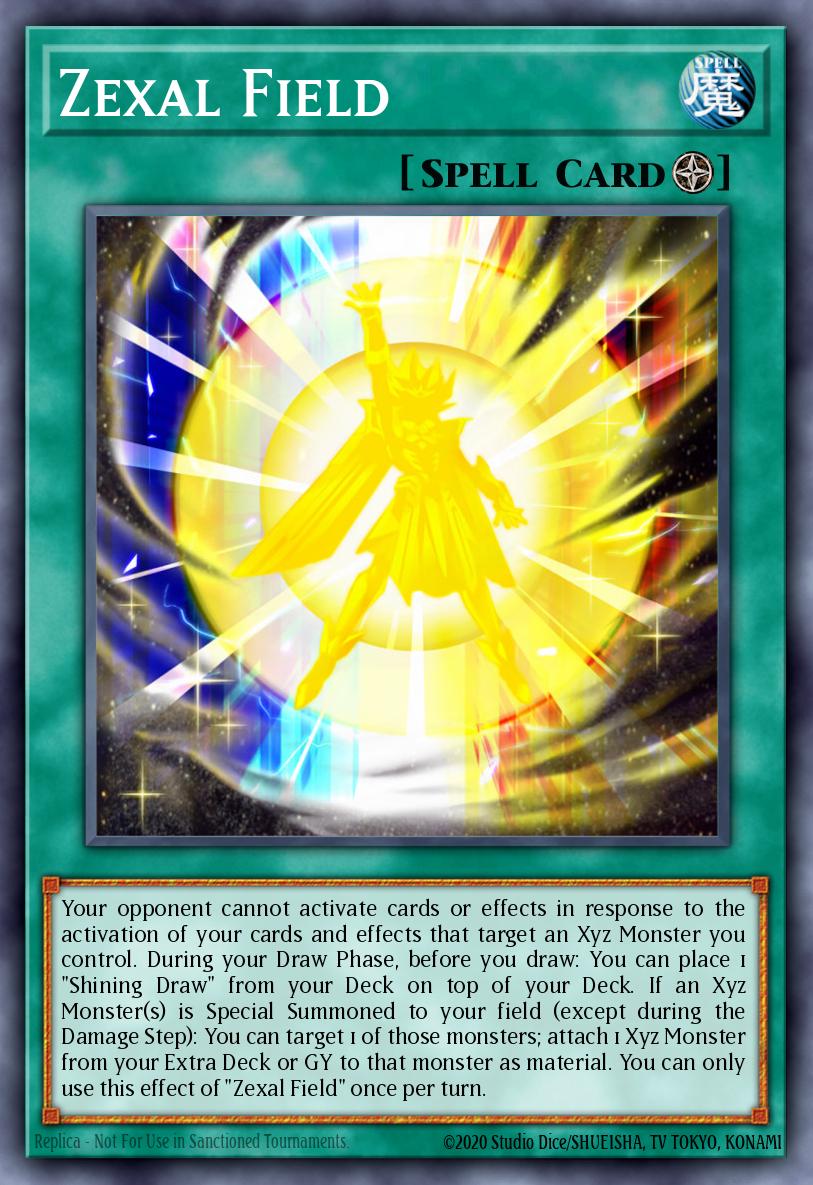 Zexal Field
SPELL
魔
[Spell Card]
Your opponent cannot activate cards or effects in response to the
activation of your cards and effects that target an Xyz Monster you
control. During your Draw Phase, before you draw: You can place 1
"Shining Draw" from your Deck on top of your Deck. If an Xyz
Monster(s) is Special Summoned to your field (except during the
Damage Step): You can target 1 of those monsters; attach 1 Xyz Monster
from your Extra Deck or GY to that monster as material. You can only
use this effect of "Zexal Field" once per turn.
Replica - Not For Use in Sanctioned Tournaments.
©2020 Studio Dice/SHUEISHA, TV TOKYO, KONAMI